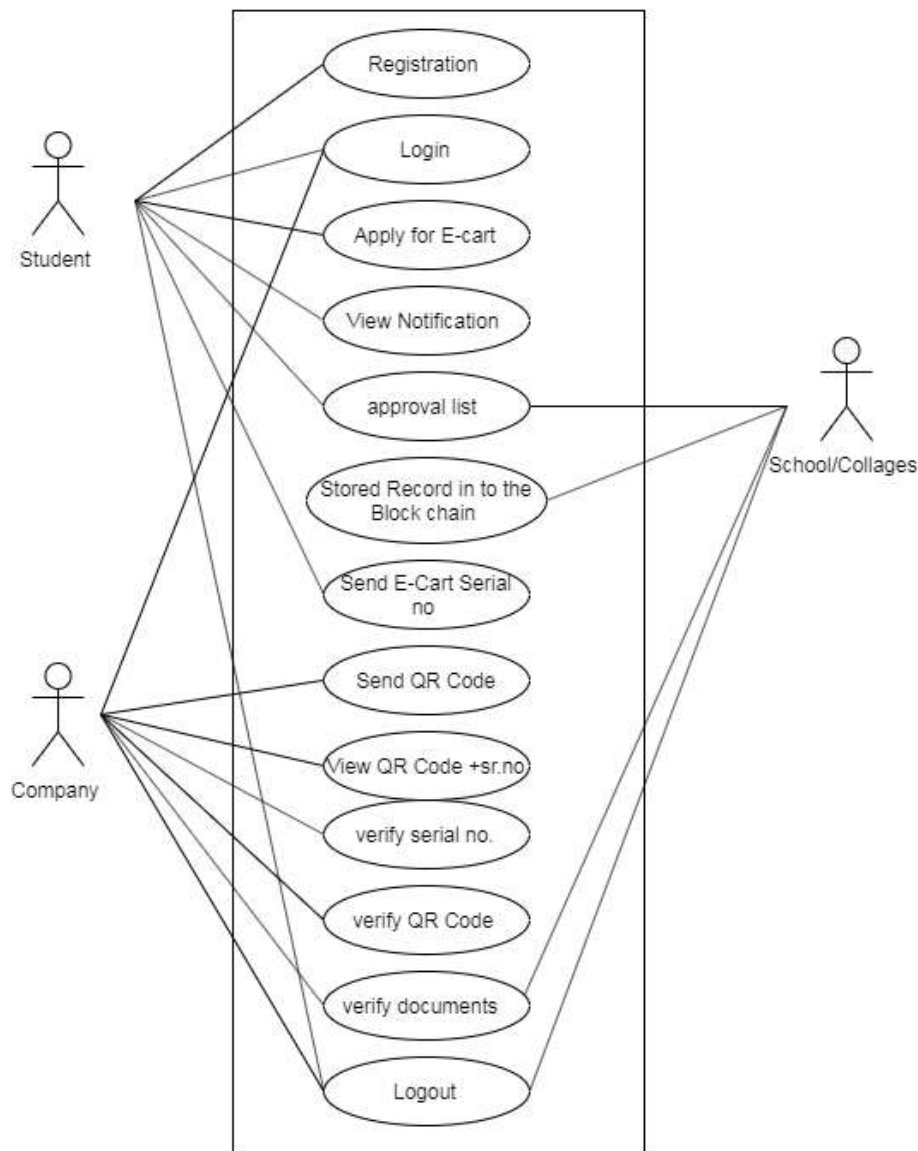 Registration
Login
Student
Apply for E-cart
View Notification
approval list
School/Collages
Stored Record in to the
Block chain
Send E-Cart Serial
no
Send QR Code
Company
View QR Code +sr.no
verify serial no.
verify QR Code
verify documents
Logout